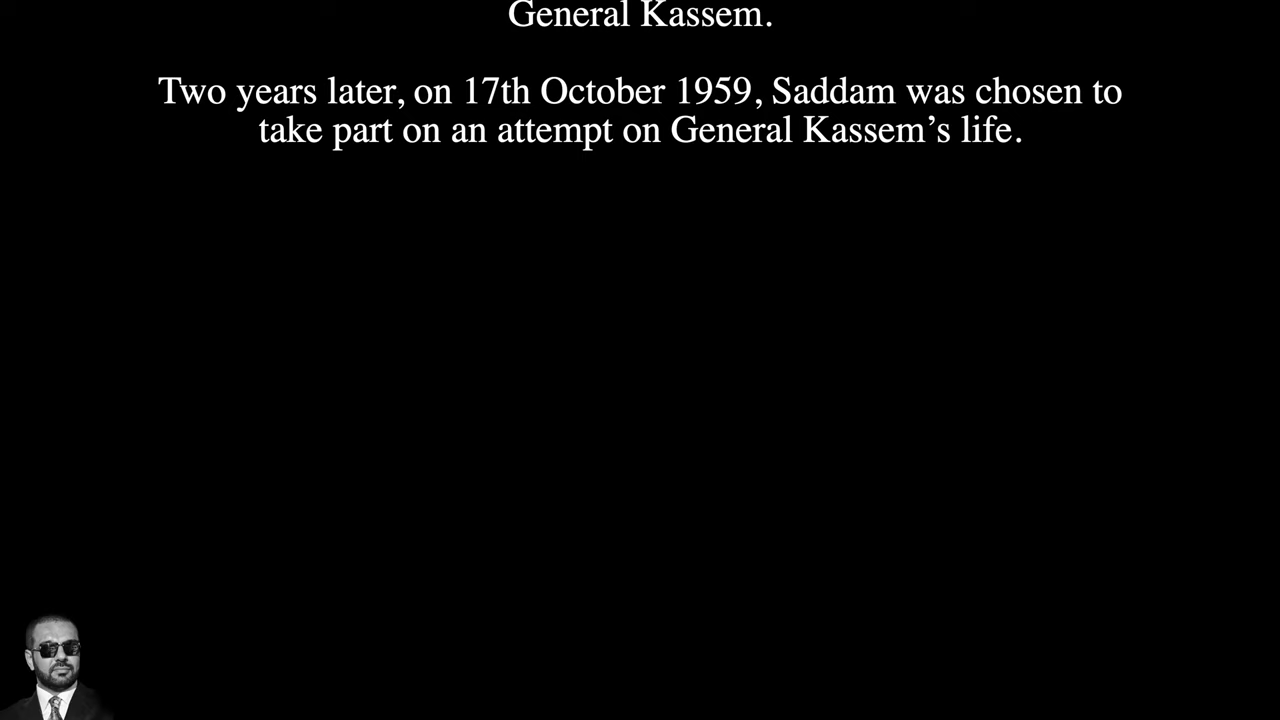 General Kassem.
Two years later, on 17th October 1959, Saddam was chosen to
take part on an attempt on General Kassem’s life.